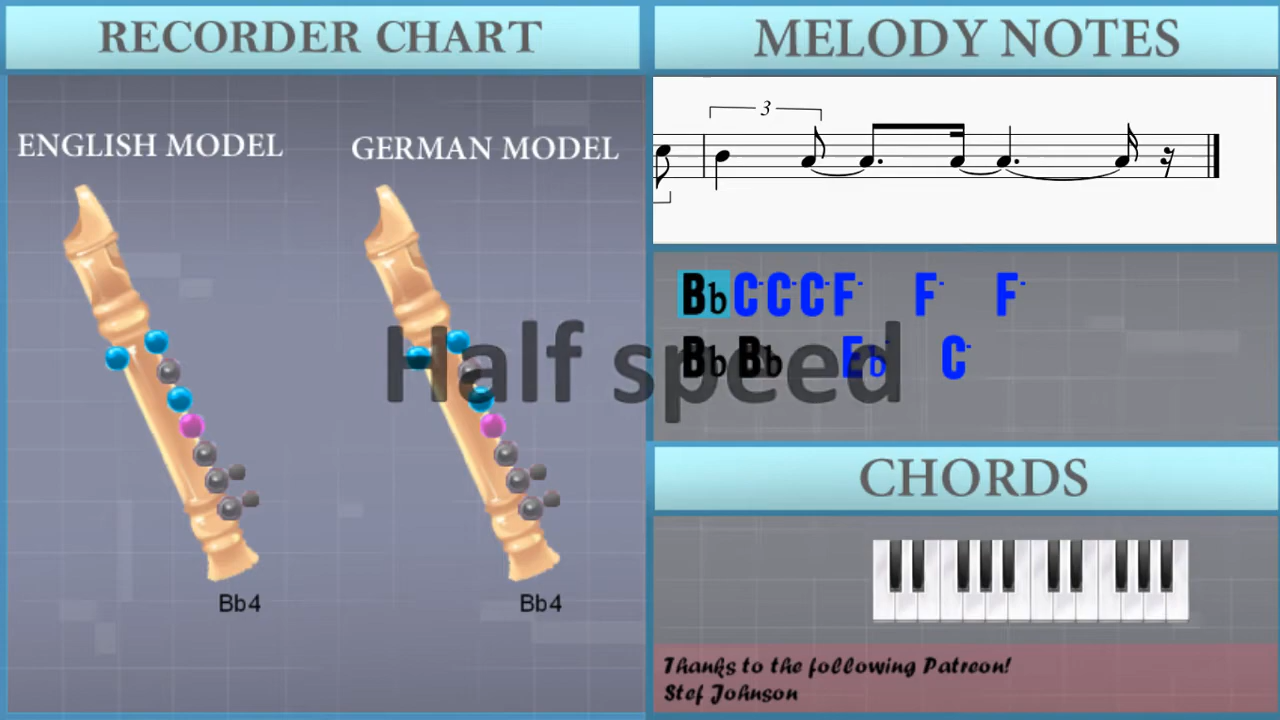 RECORDER CHART
MELODY NOTES
ENGLISH MODEL
GERMAN MODEL
3
Bb C- C- C- F- F- F-
Half speed
Bb Bb Eb- C-
CHORDS
Bb4
Bb4
Thanks to the following Patreon!
Stef Johnson